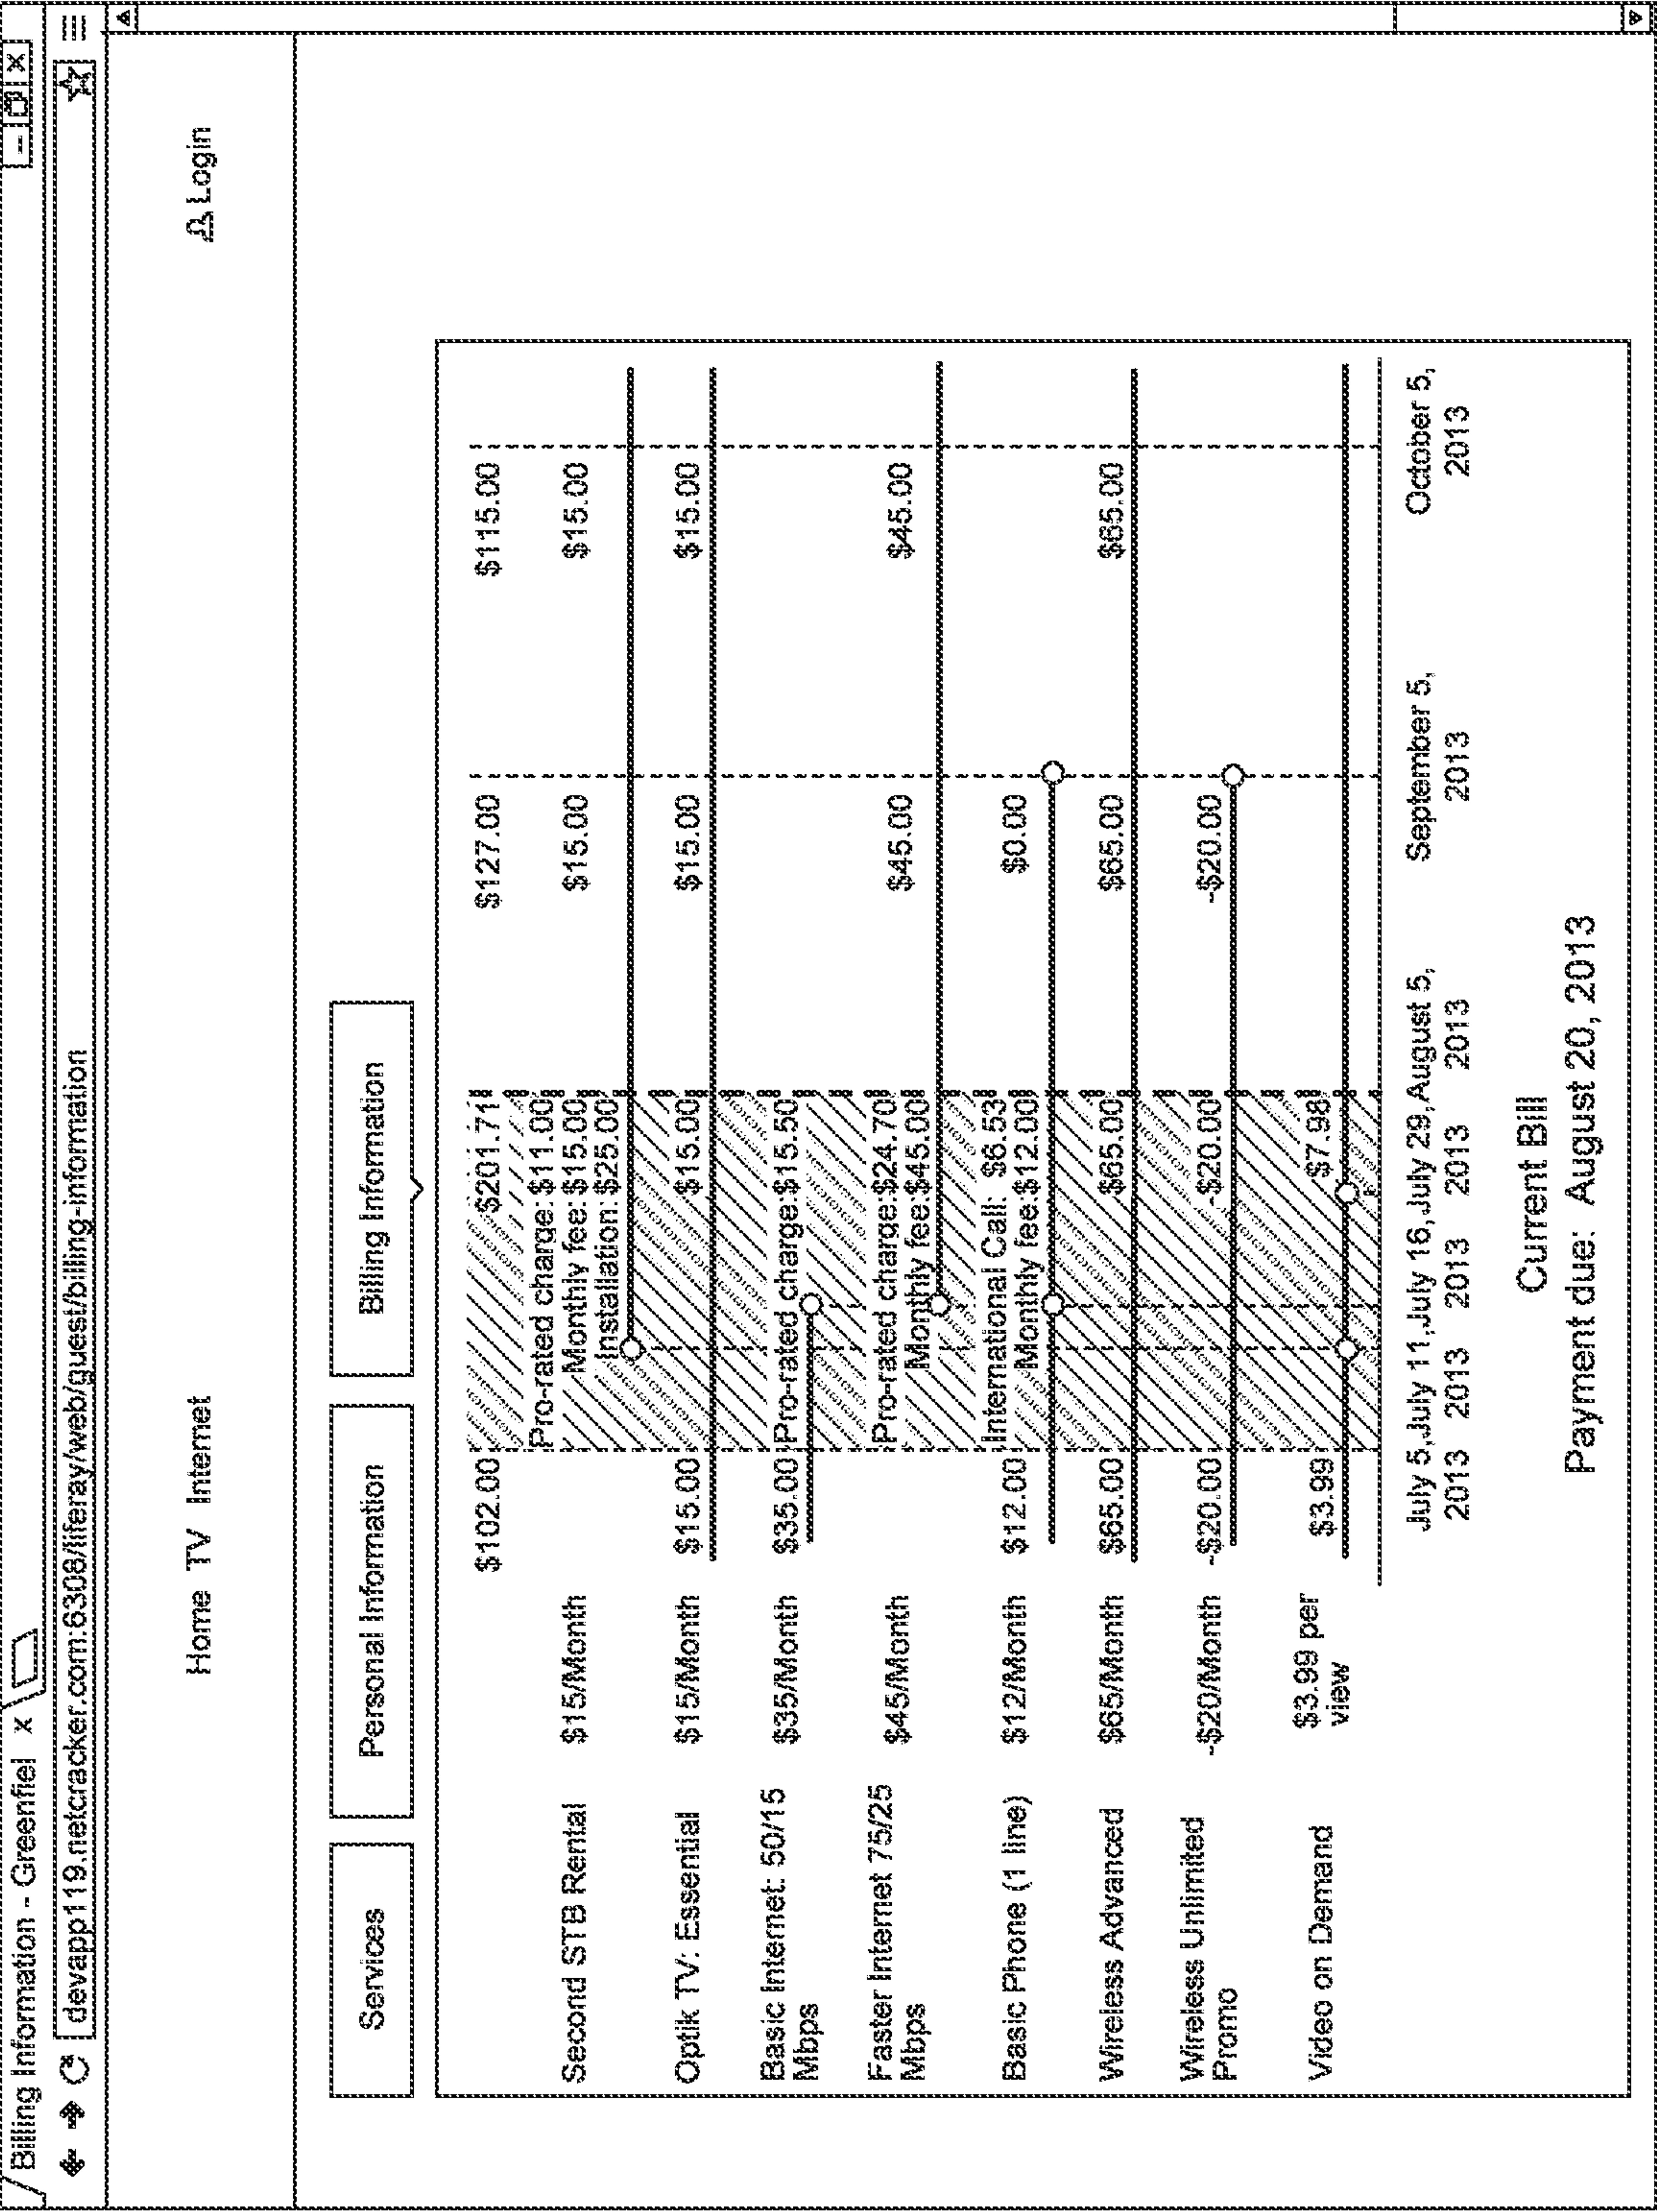 Billing Information - Greenfiel x
devapp119.netcracker.com:6308/liferay/web/guest/billing-information
Home TV Internet Login
Services Personal Information Billing Information
$102.00 $201.71 $127.00 $115.00
Pro-rated charge: $11.00
Second STB Rental $15/Month Monthly fee: $15.00 $15.00 $15.00
Installation: $25.00
Optik TV: Essential $15/Month $15.00 $15.00 $15.00 $15.00
Basic Internet: 50/15 $35/Month $35.00 Pro-rated charge: $15.50
Mbps
Faster Internet 75/25 $45/Month Pro-rated charge: $24.70 $45.00 $45.00
Mbps Monthly fee: $45.00
International Call: $6.53
Basic Phone (1 line) $12/Month $12.00 Monthly fee: $12.00 $0.00
Wireless Advanced $65/Month $65.00 $65.00 $65.00 $65.00
Wireless Unlimited -$20/Month -$20.00 -$20.00 -$20.00
Promo
Video on Demand $3.99 per $3.99 $7.98
view
July 5, July 11, July 16, July 29, August 5, September 5, October 5,
2013 2013 2013 2013 2013 2013 2013
Current Bill
Payment due: August 20, 2013